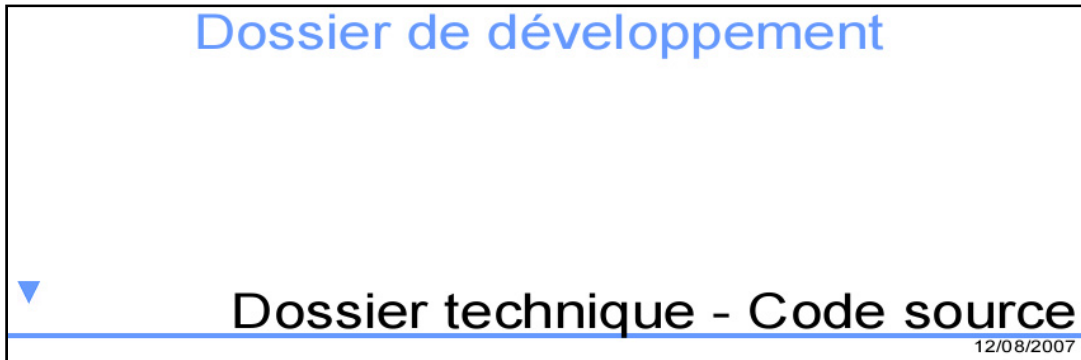 Dossier de développement
Dossier technique - Code source
12/08/2007